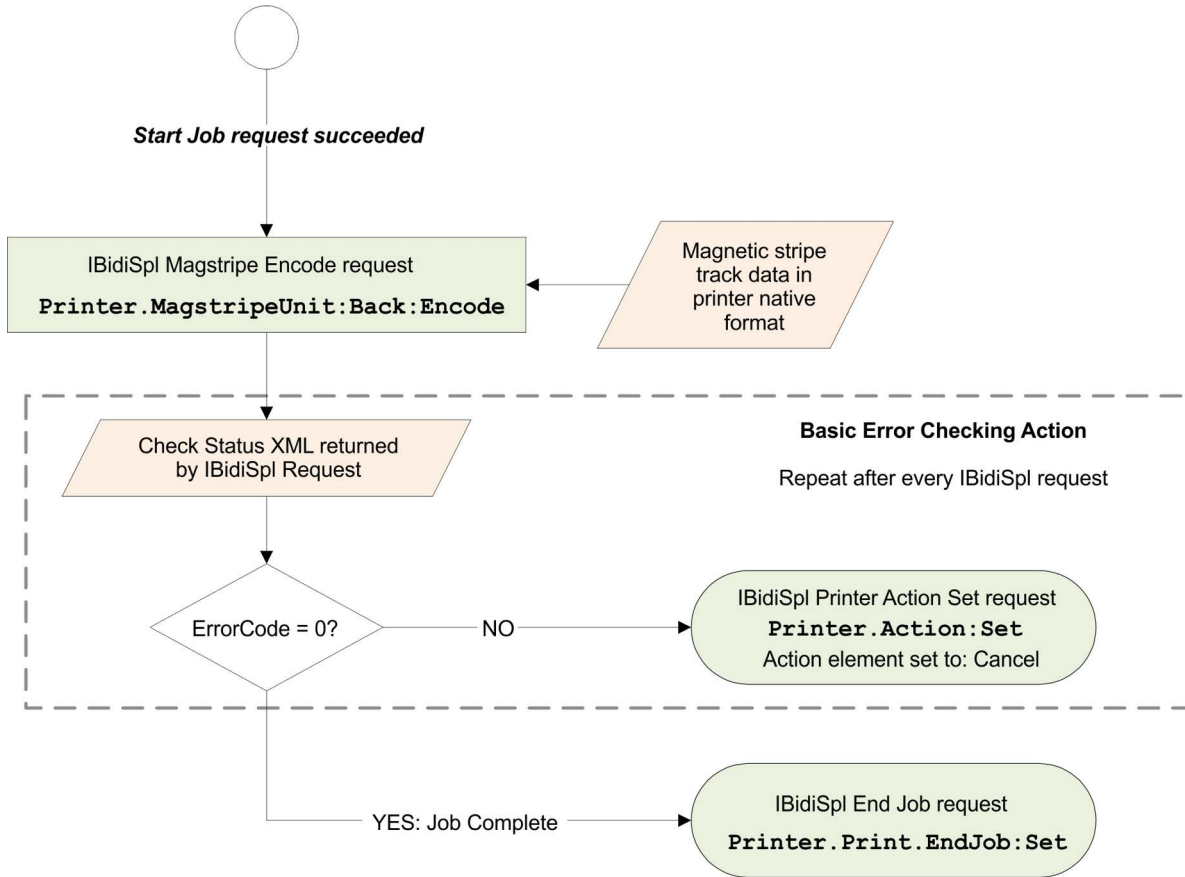 Start Job request succeeded
IBidiSpl Magstripe Encode request
Printer.MagstripeUnit:Back:Encode
Magnetic stripe
track data in
printer native
format
Check Status XML returned
by IBidiSpl Request
Basic Error Checking Action
Repeat after every IBidiSpl request
ErrorCode = 0?
NO
IBidiSpl Printer Action Set request
Printer.Action:Set
Action element set to: Cancel
YES: Job Complete
IBidiSpl End Job request
Printer.Print.EndJob:Set